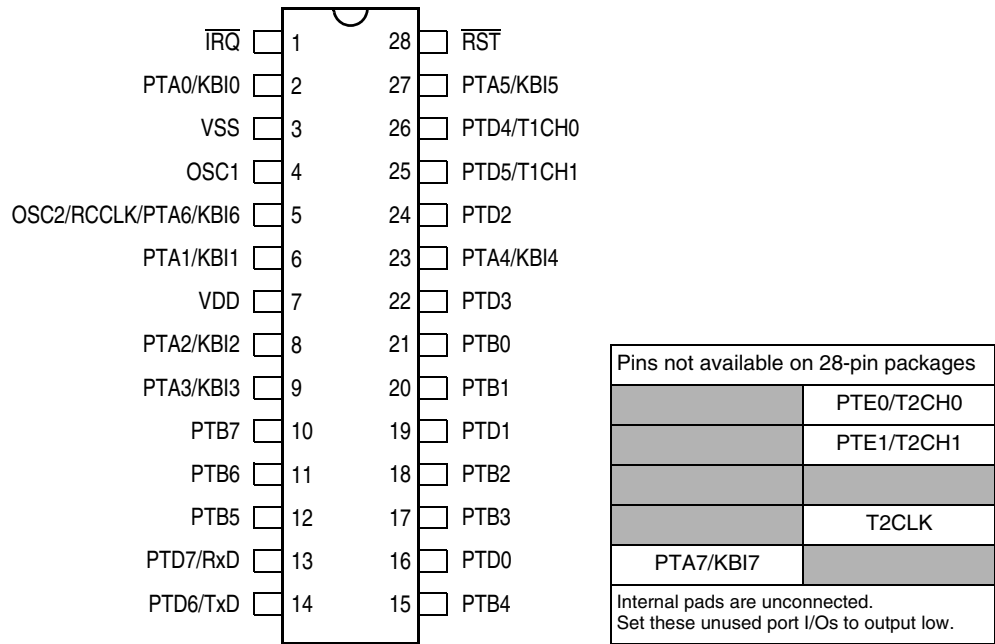 IRQ 1 28 RST
PTA0/KBI0 2 27 PTA5/KBI5
VSS 3 26 PTD4/T1CH0
OSC1 4 25 PTD5/T1CH1
OSC2/RCCLK/PTA6/KBI6 5 24 PTD2
PTA1/KBI1 6 23 PTA4/KBI4
VDD 7 22 PTD3
PTA2/KBI2 8 21 PTB0
PTA3/KBI3 9 20 PTB1
PTB7 10 19 PTD1
PTB6 11 18 PTB2
PTB5 12 17 PTB3
PTD7/RxD 13 16 PTD0
PTD6/TxD 14 15 PTB4
Pins not available on 28-pin packages
PTE0/T2CH0
PTE1/T2CH1
T2CLK
PTA7/KBI7
Internal pads are unconnected.
Set these unused port I/Os to output low.